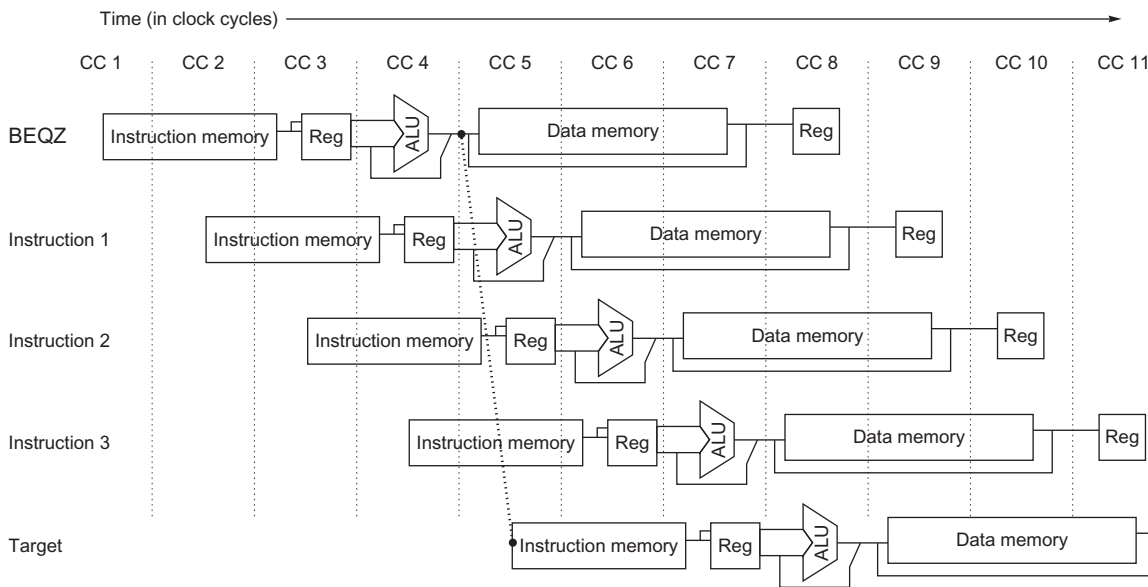 Time (in clock cycles)
CC 1 CC 2 CC 3 CC 4 CC 5 CC 6 CC 7 CC 8 CC 9 CC 10 CC 11
BEQZ Instruction memory Reg ALU Data memory Reg
Instruction 1 Instruction memory Reg ALU Data memory Reg
Instruction 2 Instruction memory Reg ALU Data memory Reg
Instruction 3 Instruction memory Reg ALU Data memory Reg
Target Instruction memory Reg ALU Data memory